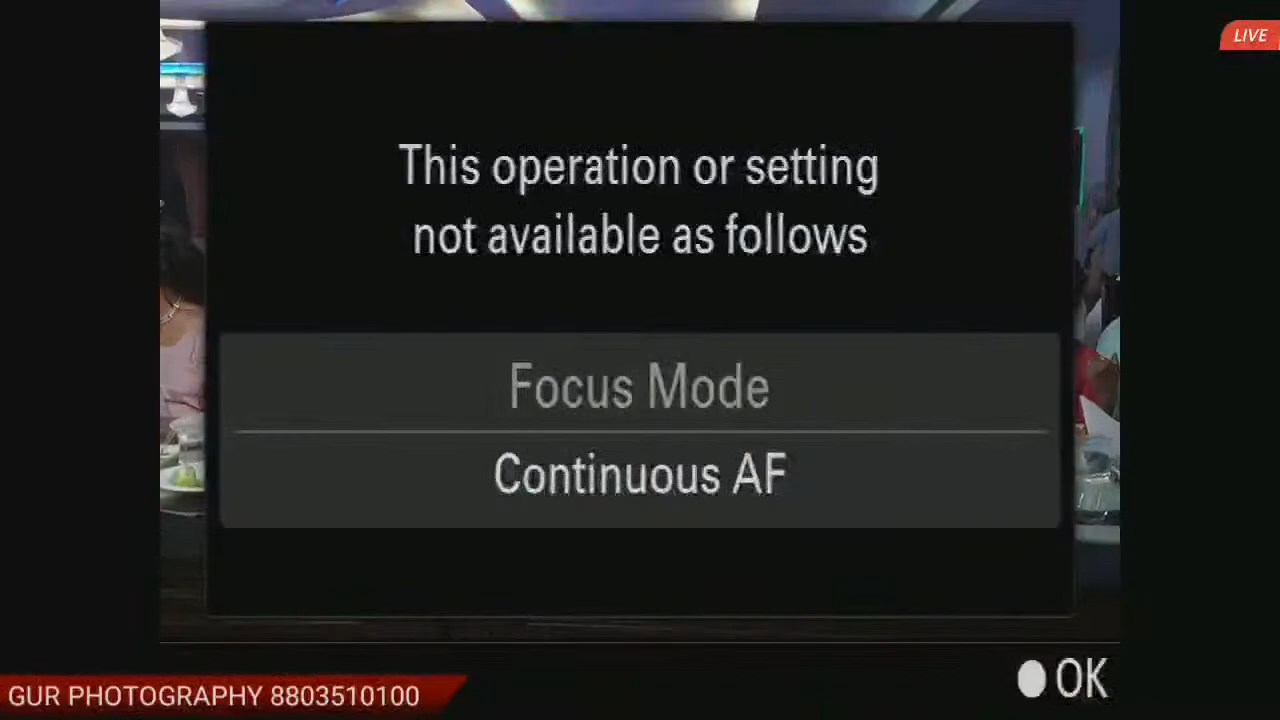 LIVE
This operation or setting
not available as follows
Focus Mode
Continuous AF
OK
GUR PHOTOGRAPHY 8803510100